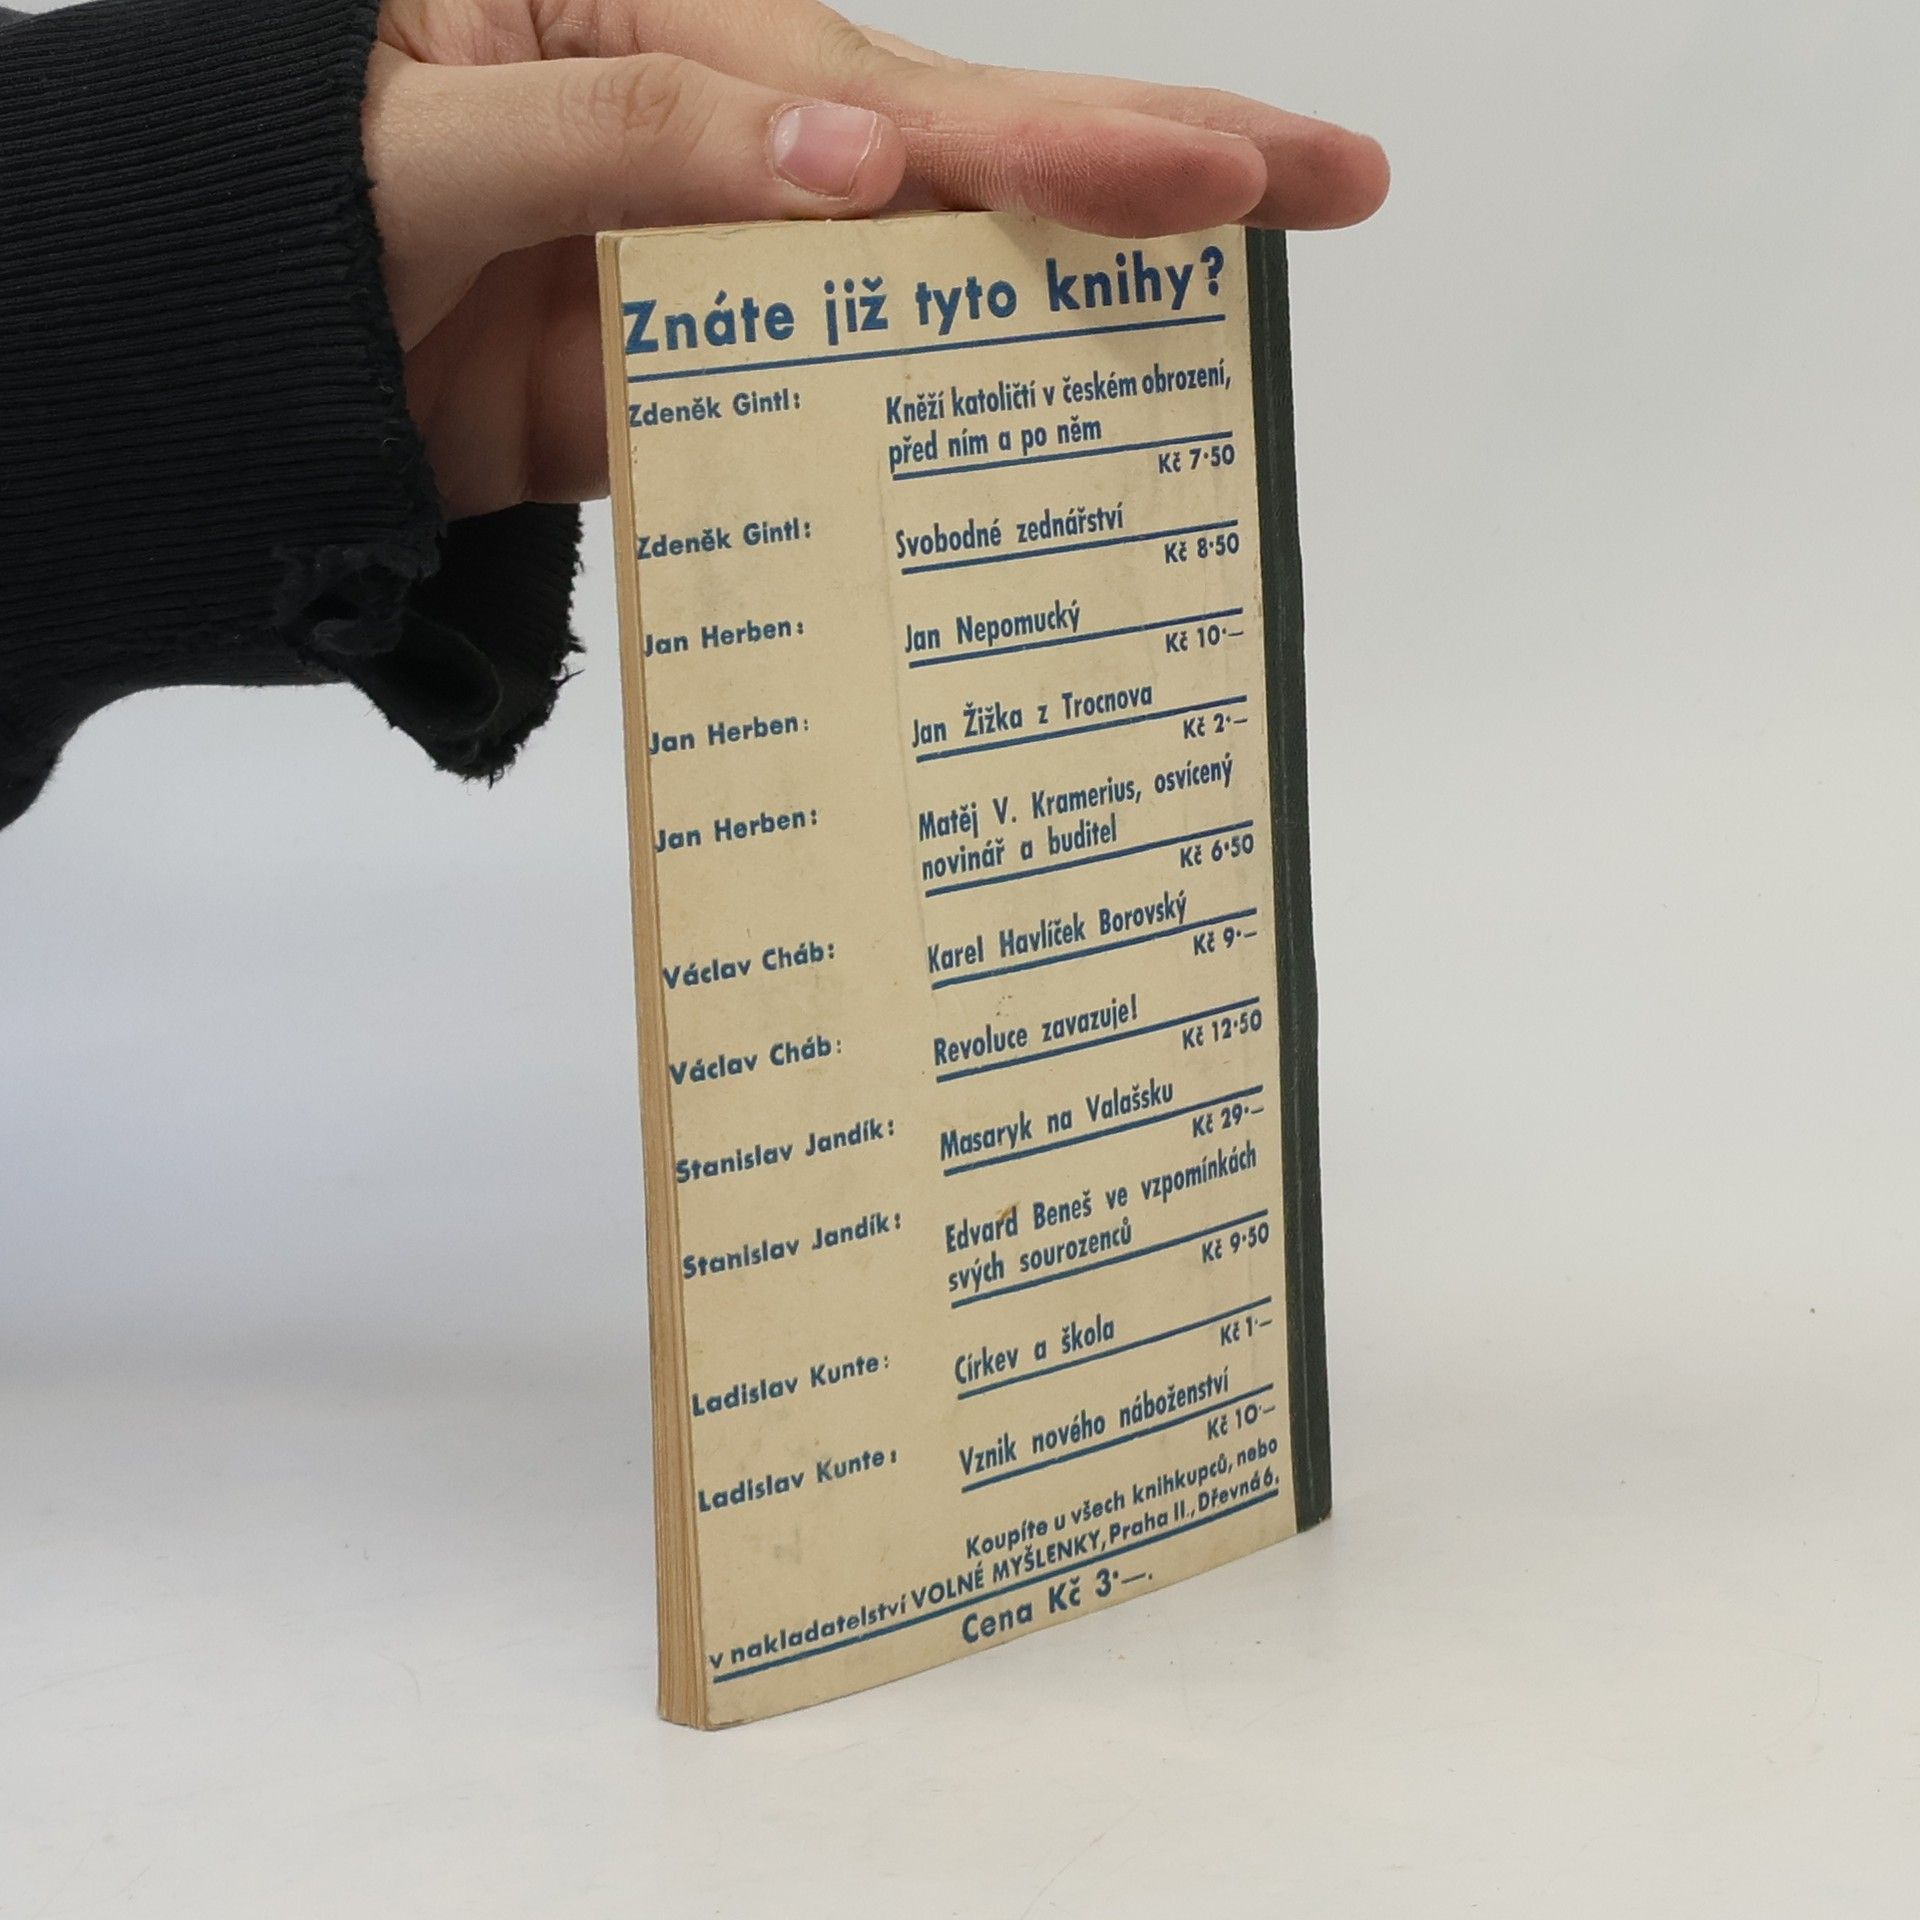 Znáte již tyto knihy?
Zdeněk Gintl: Kněží katoličtí v českém obrození,
před ním a po něm
Kč 7·50
Zdeněk Gintl: Svobodné zednářství
Kč 8·50
Jan Herben: Jan Nepomucký
Kč 10·—
Jan Herben: Jan Žižka z Trocnova
Kč 2·—
Jan Herben: Matěj V. Kramerius, osvícený
novinář a buditel
Kč 6·50
Václav Cháb: Karel Havlíček Borovský
Kč 9·—
Václav Cháb: Revoluce zavazuje!
Kč 12·50
Stanislav Jandík: Masaryk na Valašsku
Kč 29·—
Stanislav Jandík: Edvard Beneš ve vzpomínkách
svých sourozenců
Kč 9·50
Ladislav Kunte: Církev a škola
Kč 1·—
Ladislav Kunte: Vznik nového náboženství
Kč 10·—
Koupíte u všech knihkupců, nebo
v nakladatelství VOLNÉ MYŠLENKY, Praha II., Dřevná 6.
Cena Kč 3·—.